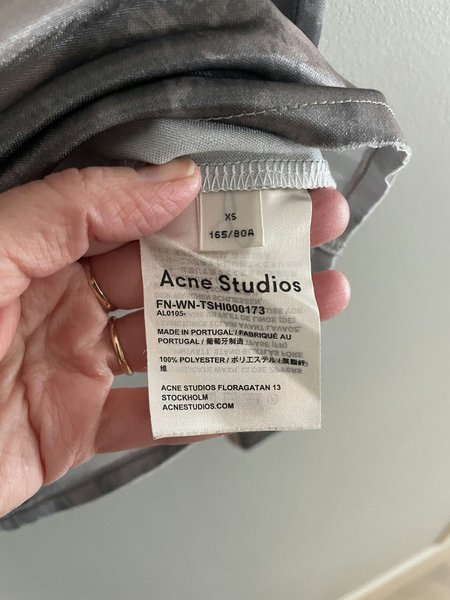 XS
165/80A
Acne Studios
FN-WN-TSHI000173
AL0105-
MADE IN PORTUGAL / FABRIQUÉ AU
PORTUGAL / 葡萄牙制造
100% POLYESTER / ポリエステル / 聚酯纤
维
ACNE STUDIOS FLORAGATAN 13
STOCKHOLM
ACNESTUDIOS.COM